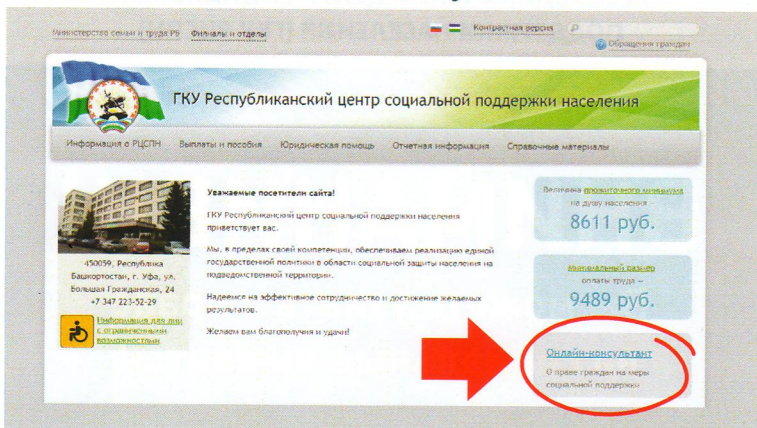 Министерство семьи и труда РБ
Филиалы и отделы
Контрастная версия
Обращения граждан
ГКУ Республиканский центр социальной поддержки населения
Информация о РЦСПН
Выплаты и пособия
Юридическая помощь
Отчетная информация
Справочные материалы
450059, Республика
Башкортостан, г. Уфа, ул.
Большая Гражданская, 24
+7 347 223-52-29
Информация для лиц
с ограниченными
возможностями
Уважаемые посетители сайта!
ГКУ Республиканский центр социальной поддержки населения
приветствует вас.
Мы, в пределах своей компетенции, обеспечиваем реализацию единой
государственной политики в области социальной защиты населения на
подведомственной территории.
Надеемся на эффективное сотрудничество и достижение желаемых
результатов.
Желаем вам благополучия и удачи!
Величина прожиточного минимума
на душу населения –
8611 руб.
минимальный размер
оплаты труда –
9489 руб.
Онлайн-консультант
О праве граждан на меры
социальной поддержки